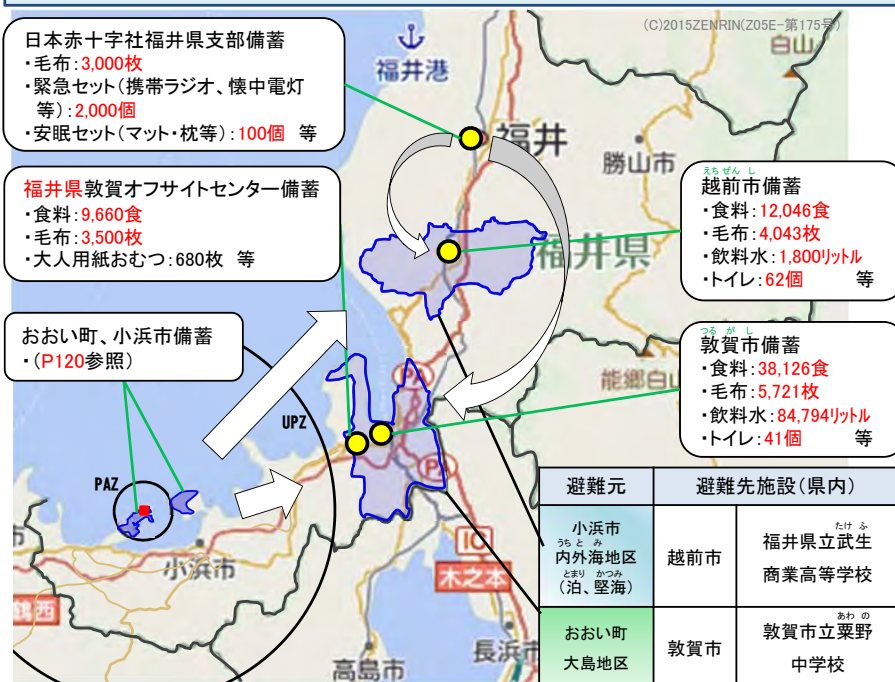 (C)2015ZENRIN(Z05E-第175号)
日本赤十字社福井県支部備蓄
・毛布:3,000枚
・緊急セット(携帯ラジオ、懐中電灯
等):2,000個
・安眠セット(マット・枕等):100個 等
福井県敦賀オフサイトセンター備蓄
・食料:9,660食
・毛布:3,500枚
・大人用紙おむつ:680枚 等
おおい町、小浜市備蓄
・(P120参照)
福井港
福井
白山
勝山市
福井県
能郷白山
えちぜん し
越前市備蓄
・食料:12,046食
・毛布:4,043枚
・飲料水:1,800リットル
・トイレ:62個 等
つる が し
敦賀市備蓄
・食料:38,126食
・毛布:5,721枚
・飲料水:84,794リットル
・トイレ:41個 等
PA
PA
UPZ
PAZ
小浜市
市
IC
木之本
鶴西
高島市
長浜市
避難元
避難先施設(県内)
小浜市
うち と み
内外海地区
とまり かつみ
(泊、堅海)
越前市
たけ ふ
福井県立武生
商業高等学校
おおい町
大島地区
敦賀市
あわ の
敦賀市立粟野
中学校